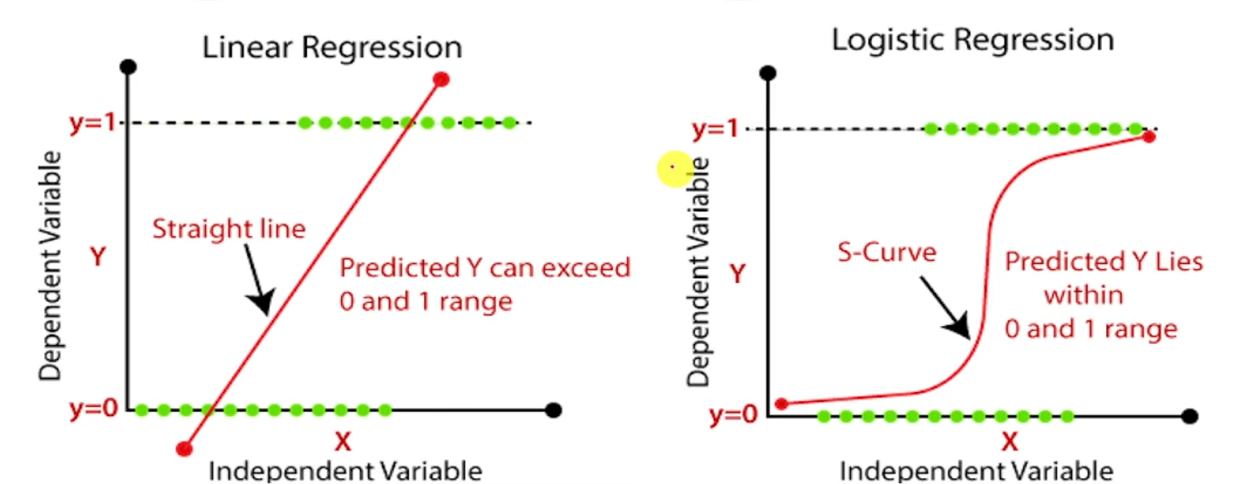 Linear Regression
y=1
Dependent Variable
Y
Straight line
Predicted Y can exceed
0 and 1 range
y=0
X
Independent Variable
Logistic Regression
y=1
Dependent Variable
Y
S-Curve
Predicted Y Lies
within
0 and 1 range
y=0
X
Independent Variable